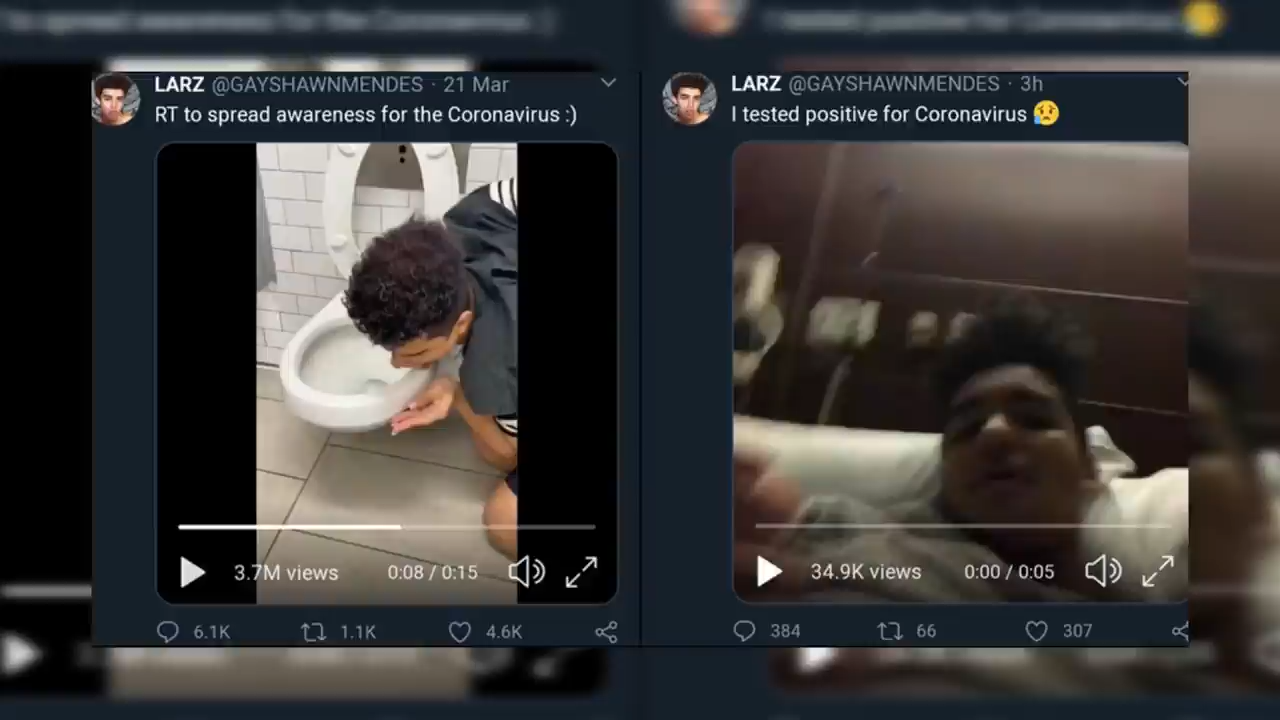 LARZ @GAYSHAWNMENDES · 21 Mar
RT to spread awareness for the Coronavirus :)
3.7M views 0:08 / 0:15
6.1K 1.1K 4.6K
LARZ @GAYSHAWNMENDES · 3h
I tested positive for Coronavirus 😥
34.9K views 0:00 / 0:05
384 66 307